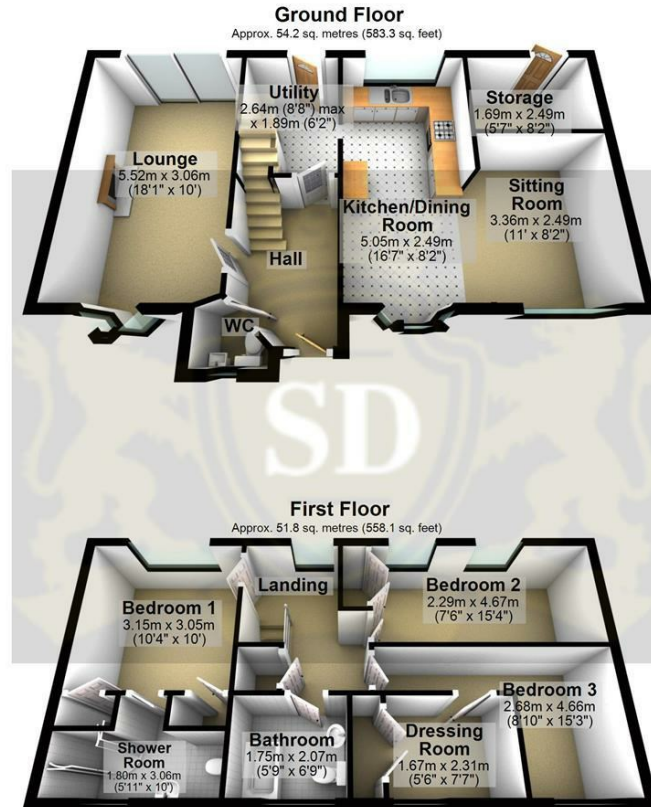 Ground Floor
Approx. 54.2 sq. metres (583.3 sq. feet)
Utility
2.64m (8'8") max
x 1.89m (6'2")
Storage
1.69m x 2.49m
(5'7" x 8'2")
Lounge
5.52m x 3.06m
(18'1" x 10')
Sitting
Room
3.36m x 2.49m
(11' x 8'2")
Kitchen/Dining
Room
5.05m x 2.49m
(16'7" x 8'2")
Hall
WC
SD
First Floor
Approx. 51.8 sq. metres (558.1 sq. feet)
Landing
Bedroom 1
3.15m x 3.05m
(10'4" x 10')
Bedroom 2
2.29m x 4.67m
(7'6" x 15'4")
Bedroom 3
2.68m x 4.66m
(8'10" x 15'3")
Shower
Room
1.80m x 3.06m
(5'11" x 10')
Bathroom
1.75m x 2.07m
(5'9" x 6'9")
Dressing
Room
1.67m x 2.31m
(5'6" x 7'7")